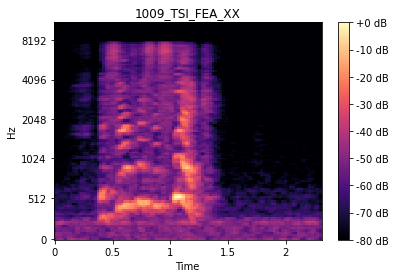 1009_TSI_FEA_XX
8192
4096
2048
1024
512
0
Hz
0
0.5
1
1.5
2
Time
+0 dB
-10 dB
-20 dB
-30 dB
-40 dB
-50 dB
-60 dB
-70 dB
-80 dB